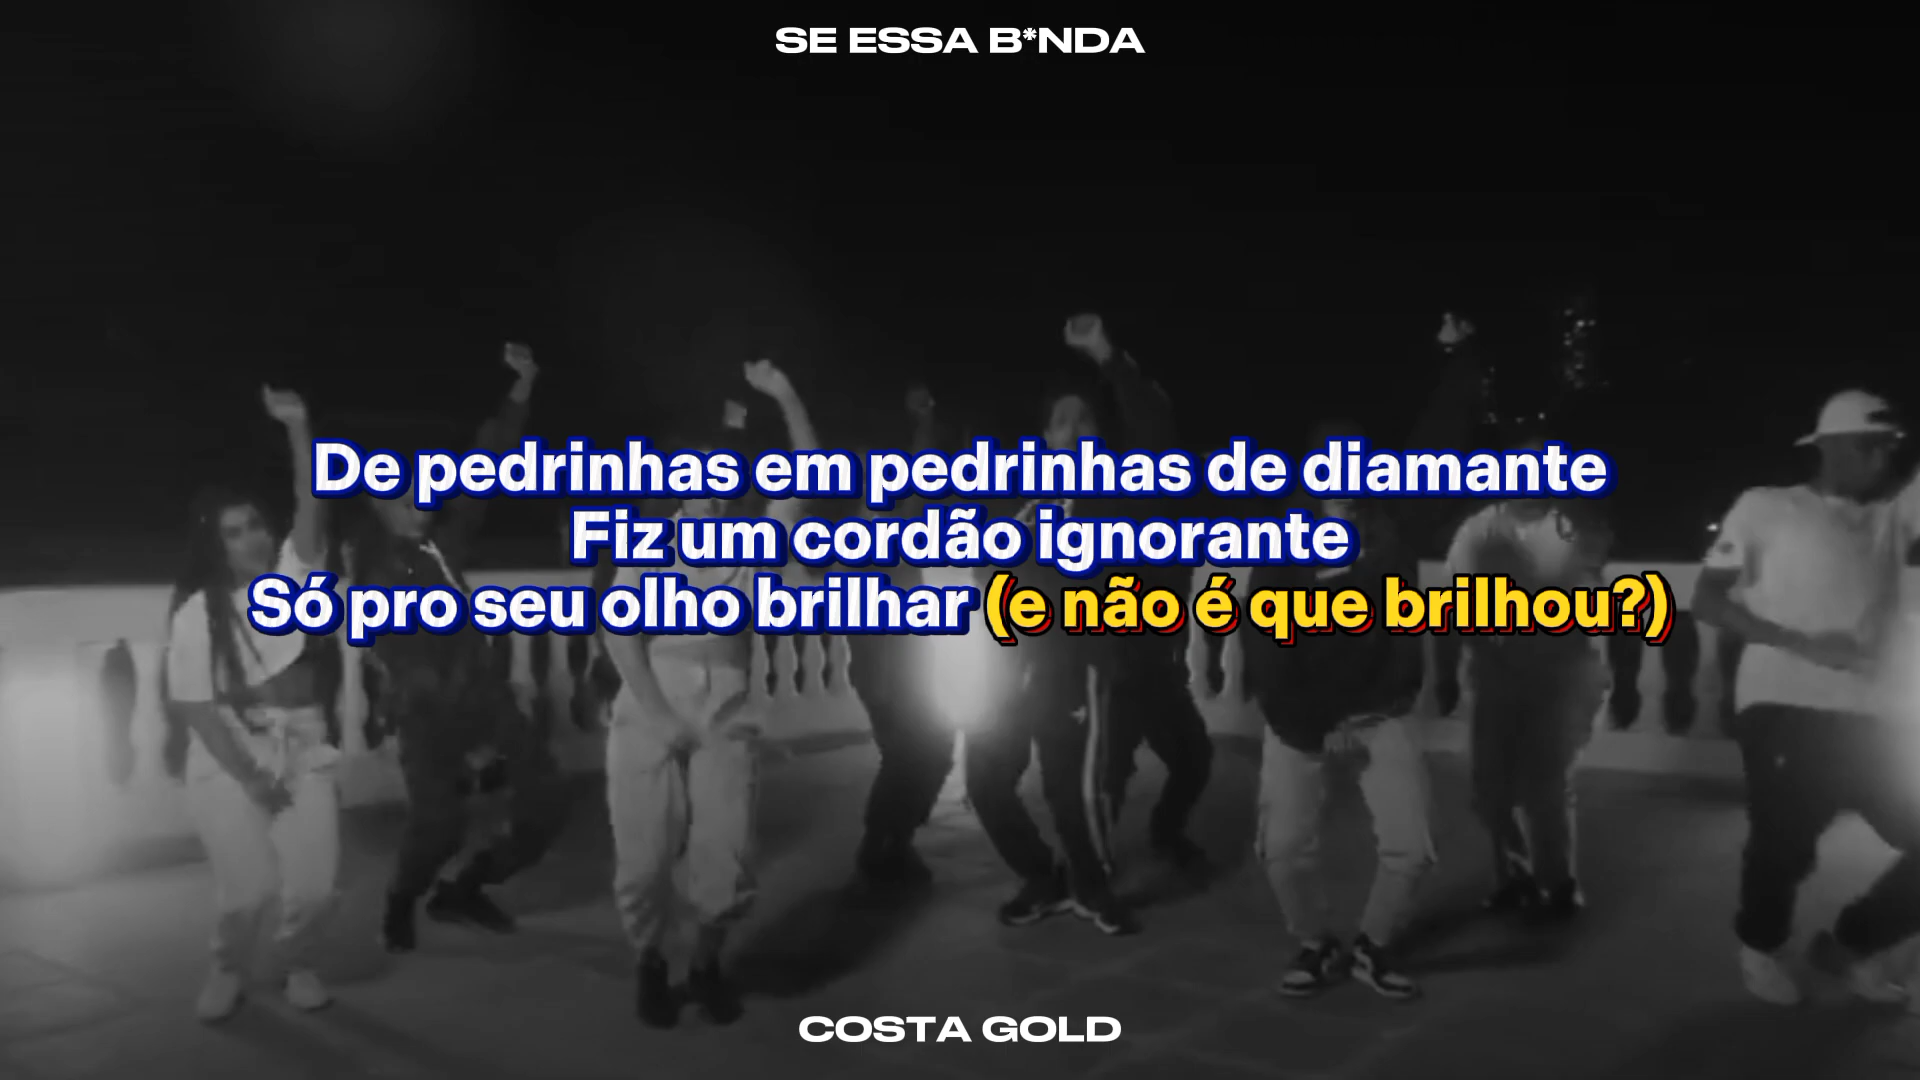 SE ESSA B*NDA
De pedrinhas em pedrinhas de diamante
Fiz um cordão ignorante
Só pro seu olho brilhar (e não é que brilhou?)
COSTA GOLD